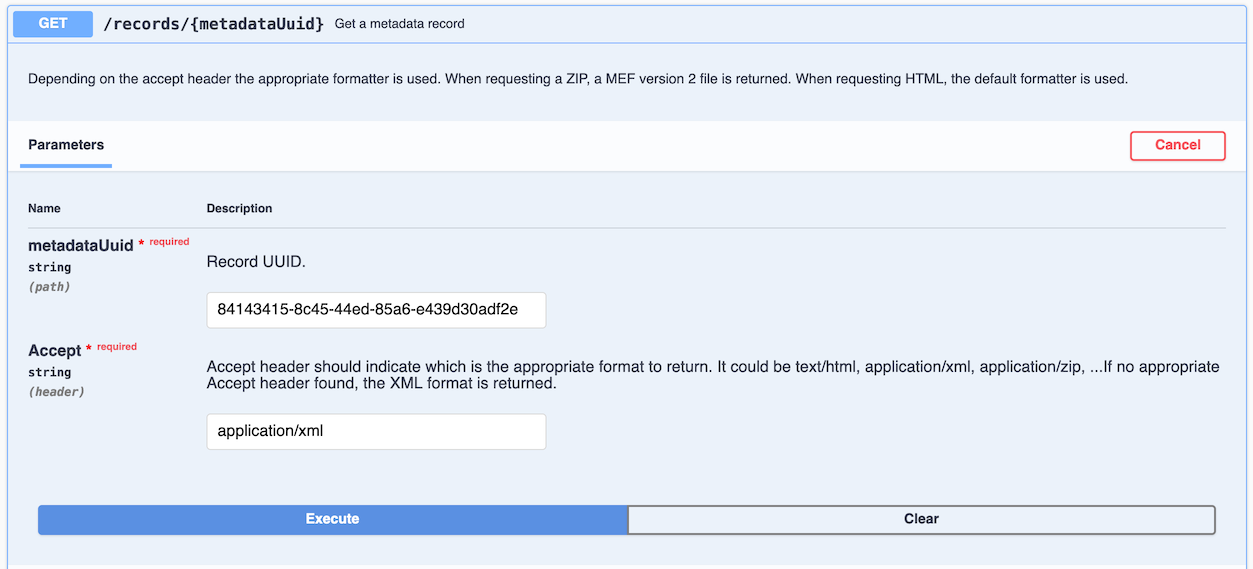 GET /records/{metadataUuid} Get a metadata record
Depending on the accept header the appropriate formatter is used. When requesting a ZIP, a MEF version 2 file is returned. When requesting HTML, the default formatter is used.
Parameters
Cancel
Name Description
metadataUuid * required
string
(path)
Record UUID.
84143415-8c45-44ed-85a6-e439d30adf2e
Accept * required
string
(header)
Accept header should indicate which is the appropriate format to return. It could be text/html, application/xml, application/zip, ...If no appropriate
Accept header found, the XML format is returned.
application/xml
Execute Clear